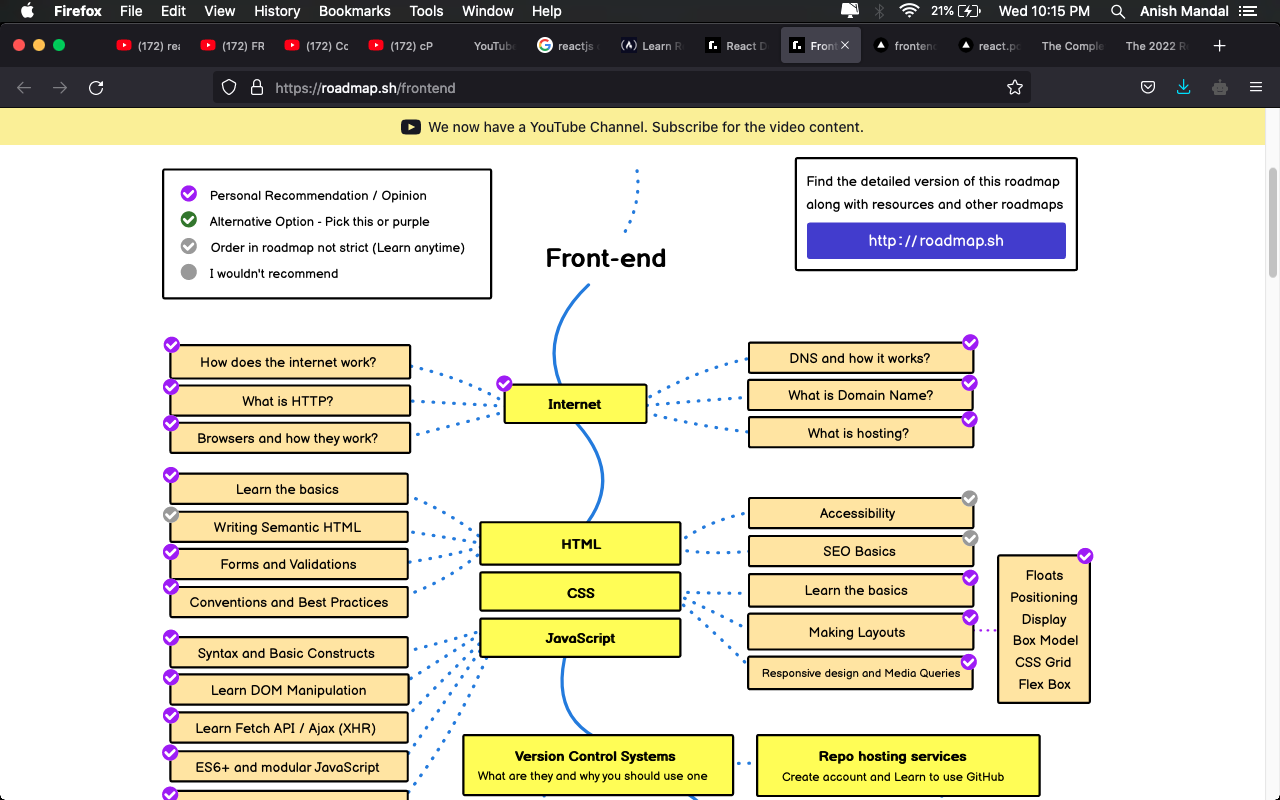 Firefox File Edit View History Bookmarks Tools Window Help 21% Wed 10:15 PM Anish Mandal
(172) rea (172) FR (172) Cc (172) cP YouTube reactjs Learn R React D Front frontend react.pd The Comple The 2022 R
https://roadmap.sh/frontend
We now have a YouTube Channel. Subscribe for the video content.
Personal Recommendation / Opinion
Alternative Option - Pick this or purple
Order in roadmap not strict (Learn anytime)
I wouldn't recommend
Find the detailed version of this roadmap
along with resources and other roadmaps
http://roadmap.sh
Front-end
How does the internet work?
What is HTTP?
Browsers and how they work?
Internet
DNS and how it works?
What is Domain Name?
What is hosting?
Learn the basics
Writing Semantic HTML
Forms and Validations
Conventions and Best Practices
HTML
CSS
JavaScript
Accessibility
SEO Basics
Learn the basics
Making Layouts
Responsive design and Media Queries
Floats
Positioning
Display
Box Model
CSS Grid
Flex Box
Syntax and Basic Constructs
Learn DOM Manipulation
Learn Fetch API / Ajax (XHR)
ES6+ and modular JavaScript
Version Control Systems
What are they and why you should use one
Repo hosting services
Create account and Learn to use GitHub